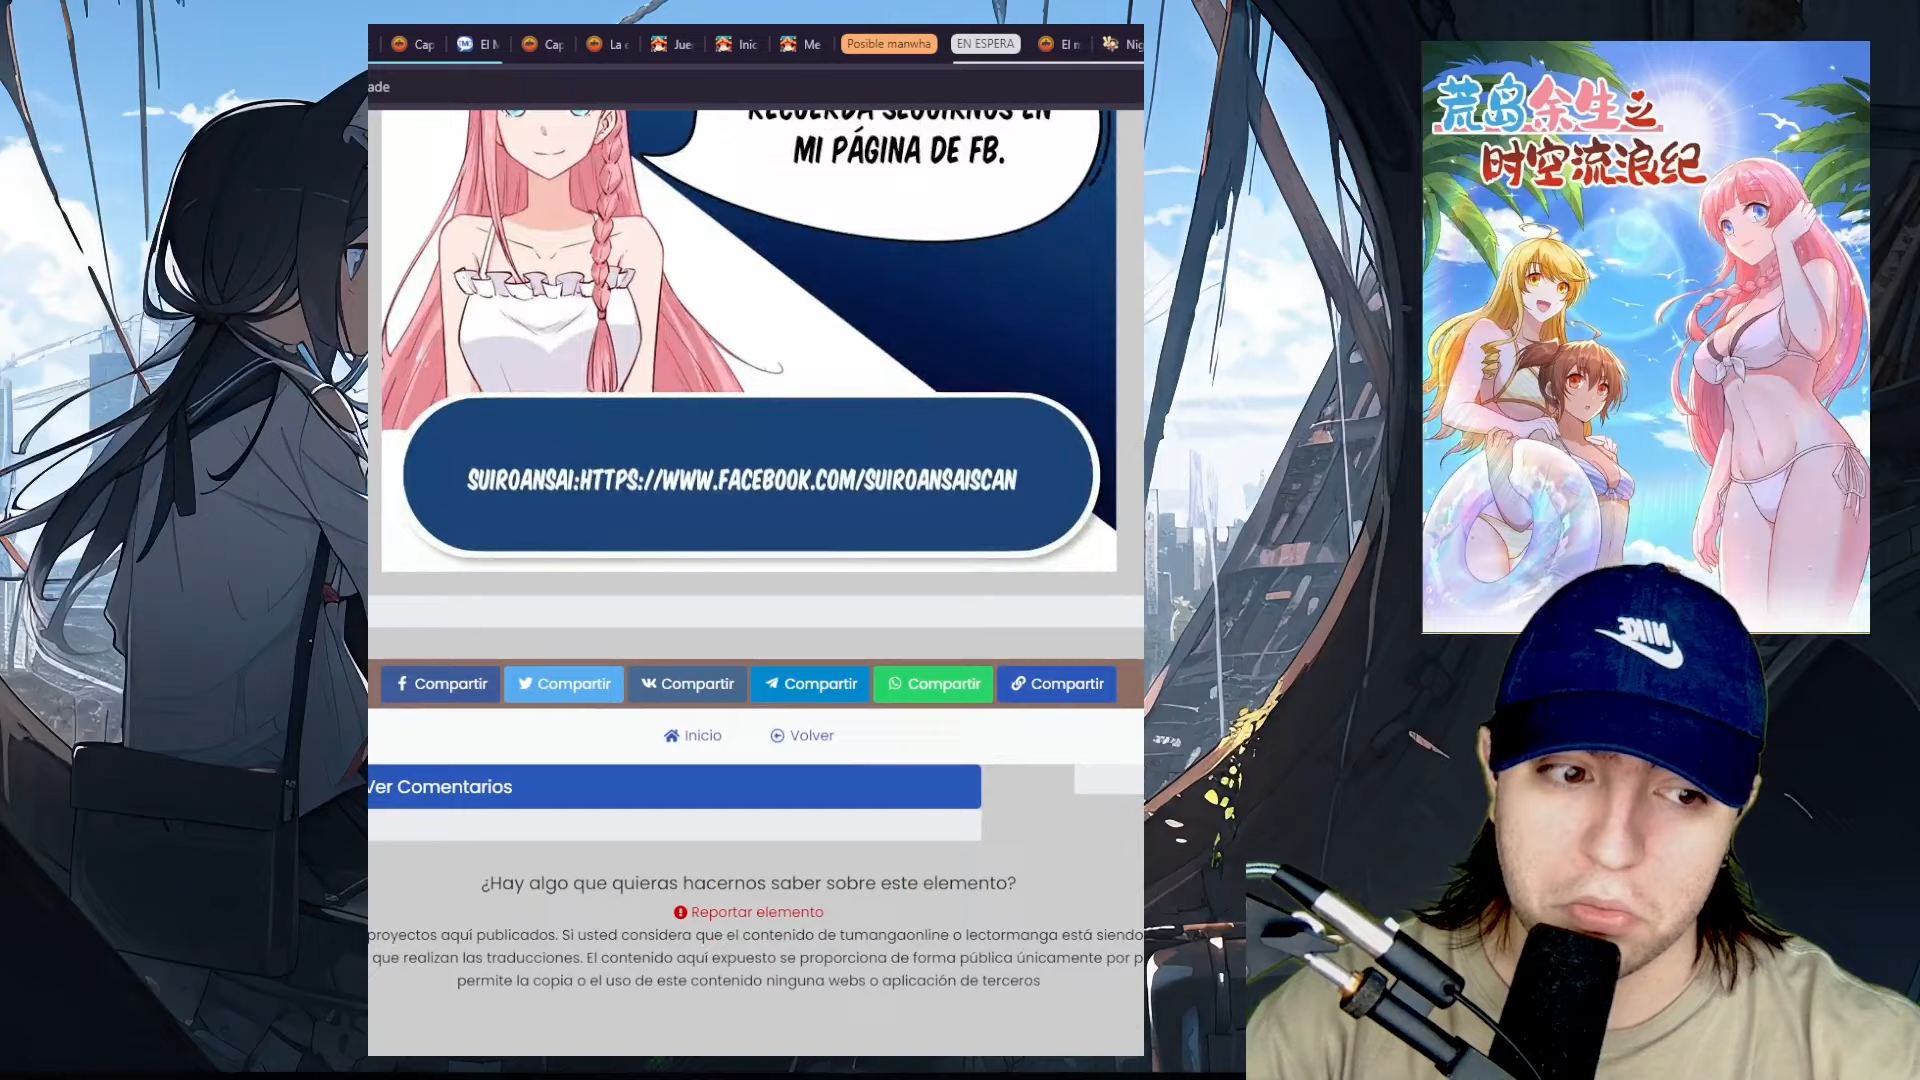 Cap
El M
Cap
La
Jue
Inic
Me
Posible manwha
EN ESPERA
El n
Nig
ade
RECUERDA SEGUIRNOS EN
MI PÁGINA DE FB.
SUIROANSAI:HTTPS://WWW.FACEBOOK.COM/SUIROANSAISCAN
Compartir
Compartir
Compartir
Compartir
Compartir
Compartir
Inicio
Volver
Ver Comentarios
¿Hay algo que quieras hacernos saber sobre este elemento?
Reportar elemento
proyectos aquí publicados. Si usted considera que el contenido de tumangaonline o lectormanga está siendo
que realizan las traducciones. El contenido aquí expuesto se proporciona de forma pública únicamente por p
permite la copia o el uso de este contenido ninguna webs o aplicación de terceros
荒岛余生之
时空流浪纪
NIKE